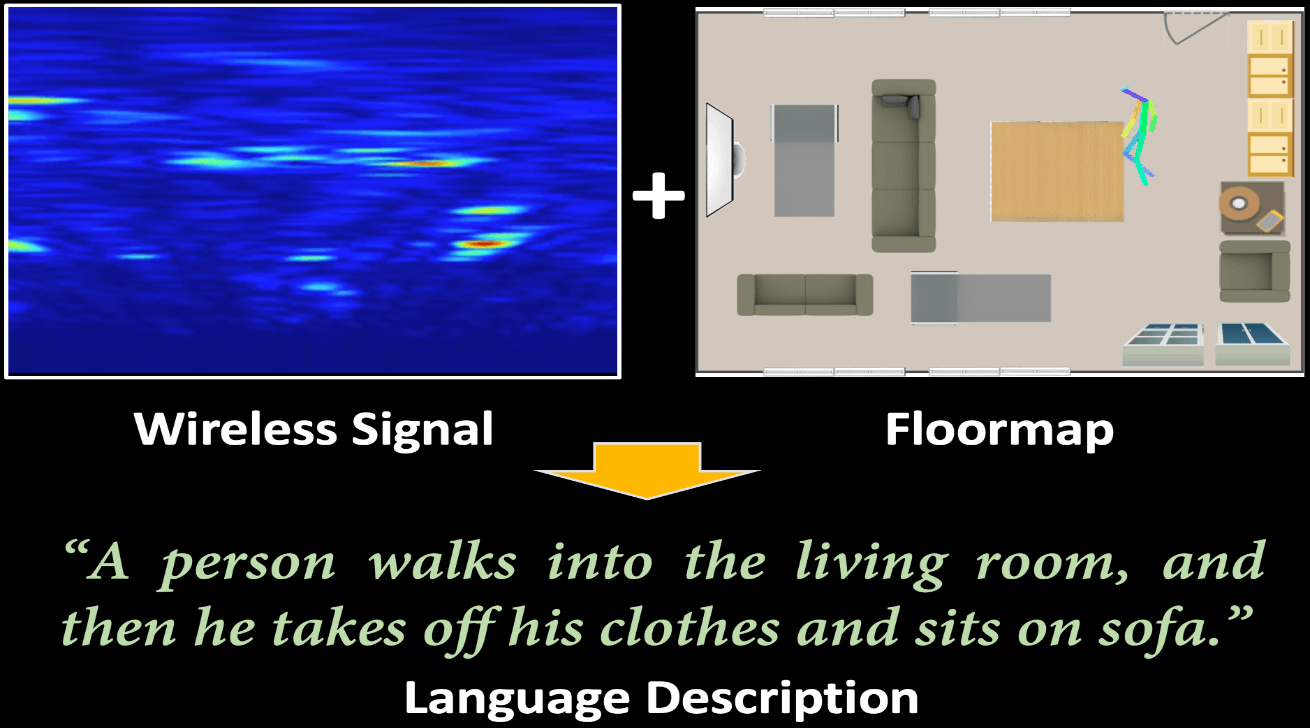 +
Wireless Signal
Floormap
“A person walks into the living room, and
then he takes off his clothes and sits on sofa.”
Language Description